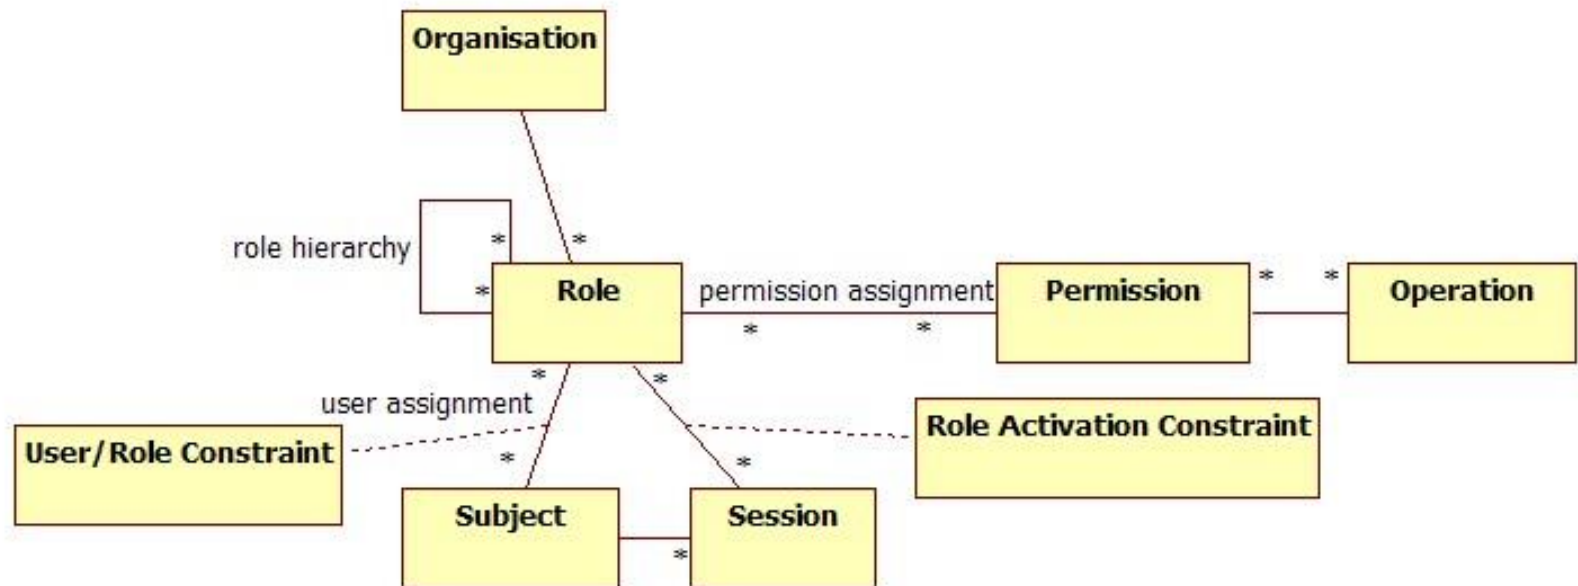 Organisation
role hierarchy
*
*
*
Role
permission assignment
*
*
Permission
*
*
Operation
*
*
user assignment
User/Role Constraint
Role Activation Constraint
*
*
Subject
Session
*